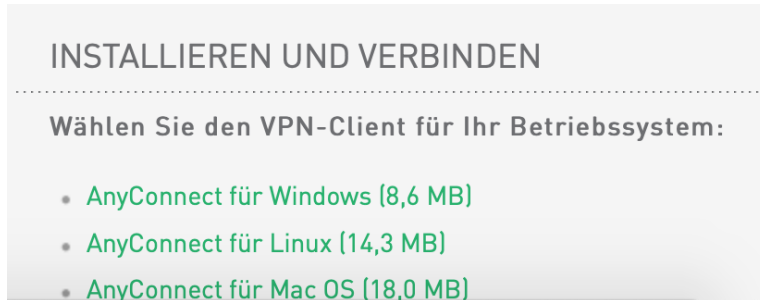 INSTALLIEREN UND VERBINDEN
Wählen Sie den VPN-Client für Ihr Betriebssystem:
AnyConnect für Windows (8,6 MB)
AnyConnect für Linux (14,3 MB)
AnyConnect für Mac OS (18,0 MB)